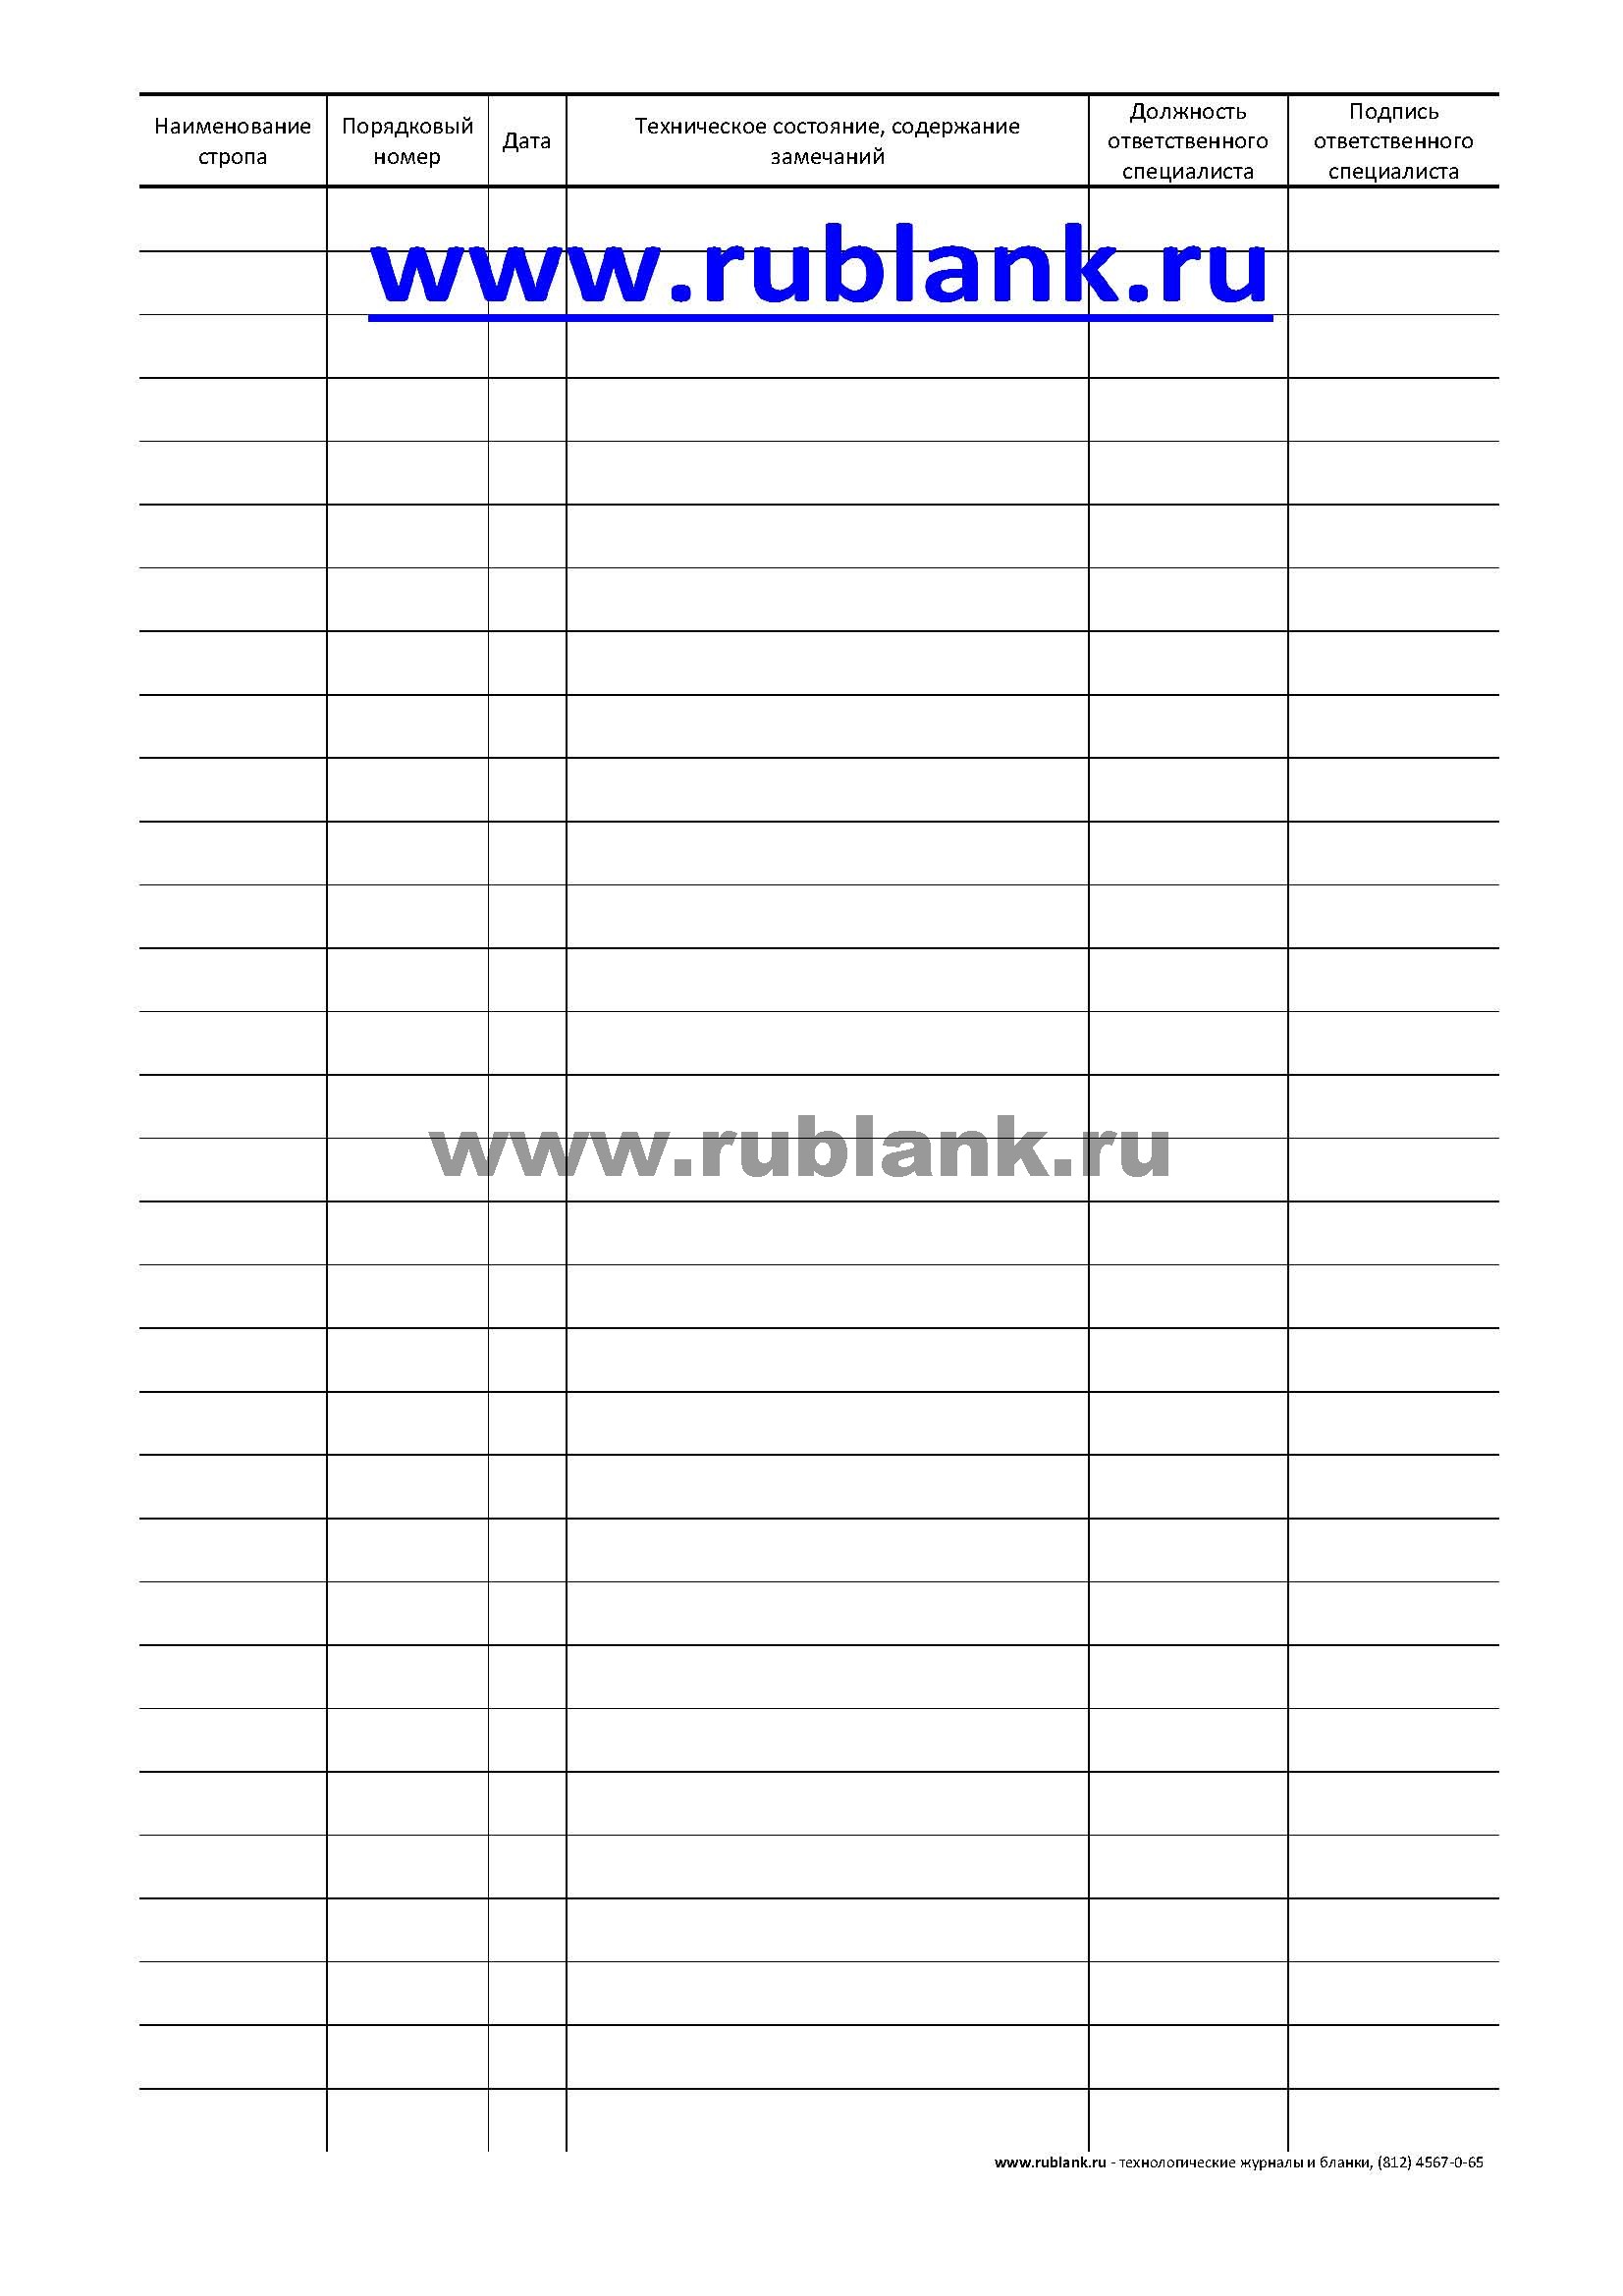 Наименование
стропа
Порядковый
номер
Дата
Техническое состояние, содержание
замечаний
Должность
ответственного
специалиста
Подпись
ответственного
специалиста
www.rublank.ru
www.rublank.ru
www.rublank.ru - технологические журналы и бланки, (812) 4567-0-65